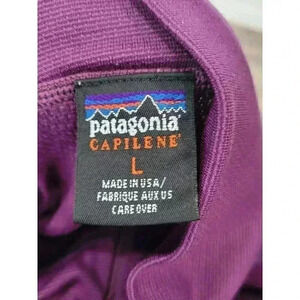 patagonia
CAPILENE®
L
MADE IN USA/
FABRIQUE AUX US
CARE OVER